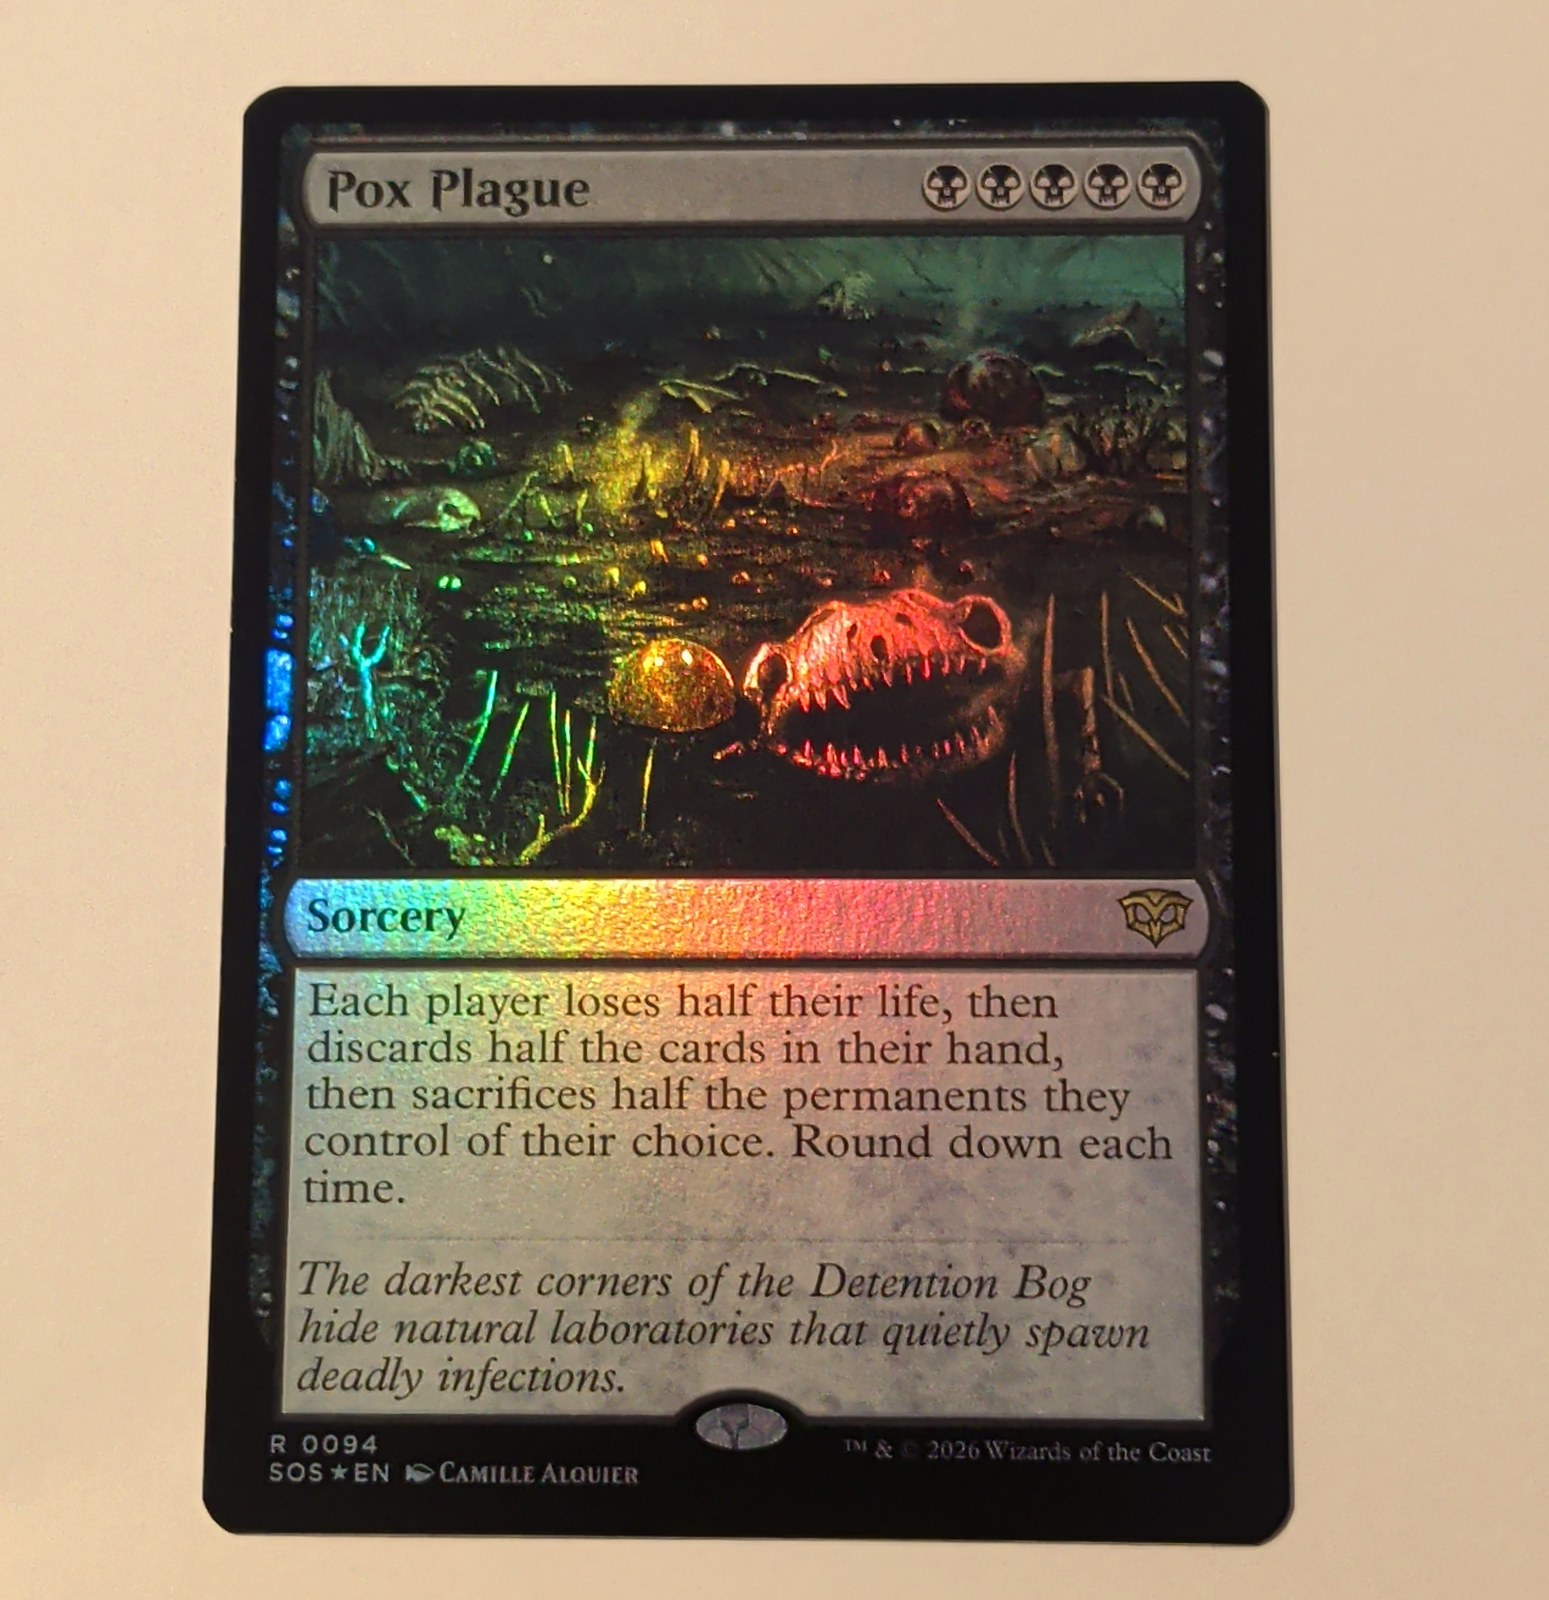 Pox Plague
Sorcery
Each player loses half their life, then
discards half the cards in their hand,
then sacrifices half the permanents they
control of their choice. Round down each
time.
The darkest corners of the Detention Bog
hide natural laboratories that quietly spawn
deadly infections.
R 0094
SOS★EN CAMILLE ALQUIER
™ & © 2026 Wizards of the Coast